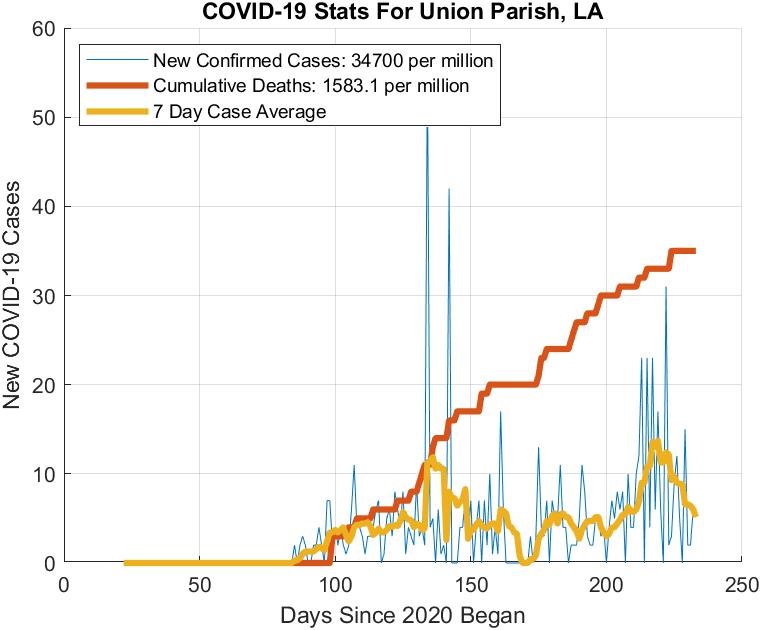 COVID-19 Stats For Union Parish, LA
New Confirmed Cases: 34700 per million
Cumulative Deaths: 1583.1 per million
7 Day Case Average
New COVID-19 Cases
60
50
40
30
20
10
0
0 50 100 150 200 250
Days Since 2020 Began